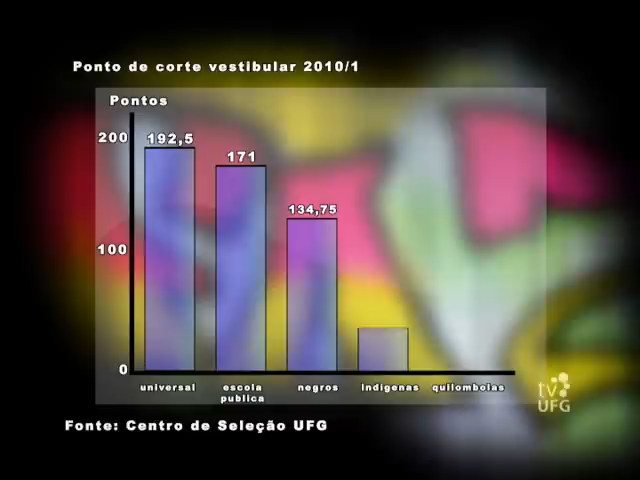 Ponto de corte vestibular 2010/1
Pontos
200
192,5
171
134,75
100
0
universal
escola
publica
negros
indigenas
quilombolas
tv
UFG
Fonte: Centro de Seleção UFG